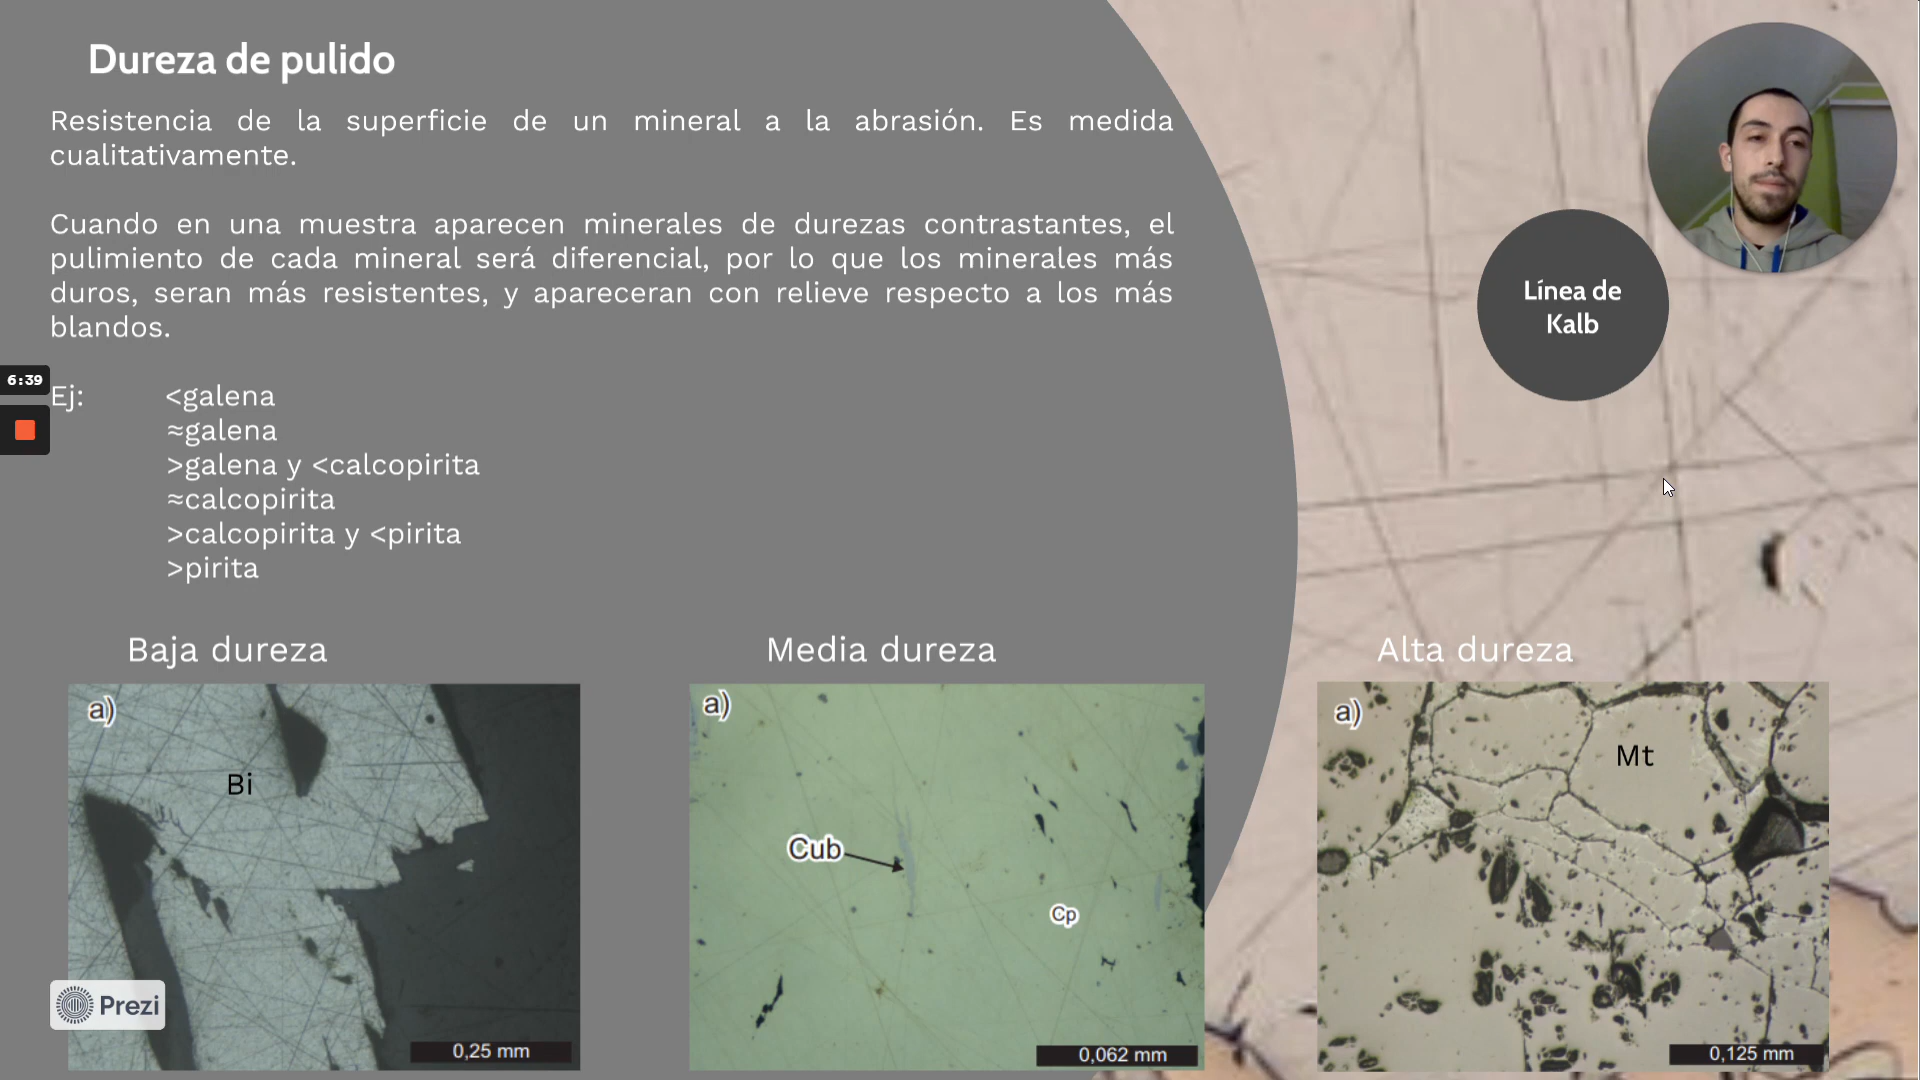 Dureza de pulido
Resistencia de la superficie de un mineral a la abrasión. Es medida
cualitativamente.
Cuando en una muestra aparecen minerales de durezas contrastantes, el
pulimiento de cada mineral será diferencial, por lo que los minerales más
duros, seran más resistentes, y apareceran con relieve respecto a los más
blandos.
Línea de
Kalb
6:39
Ej: <galena
≈galena
>galena y <calcopirita
≈calcopirita
>calcopirita y <pirita
>pirita
Baja dureza
Media dureza
Alta dureza
a)
Bi
0,25 mm
a)
Cub
Cp
0,062 mm
a)
Mt
0,125 mm
Prezi